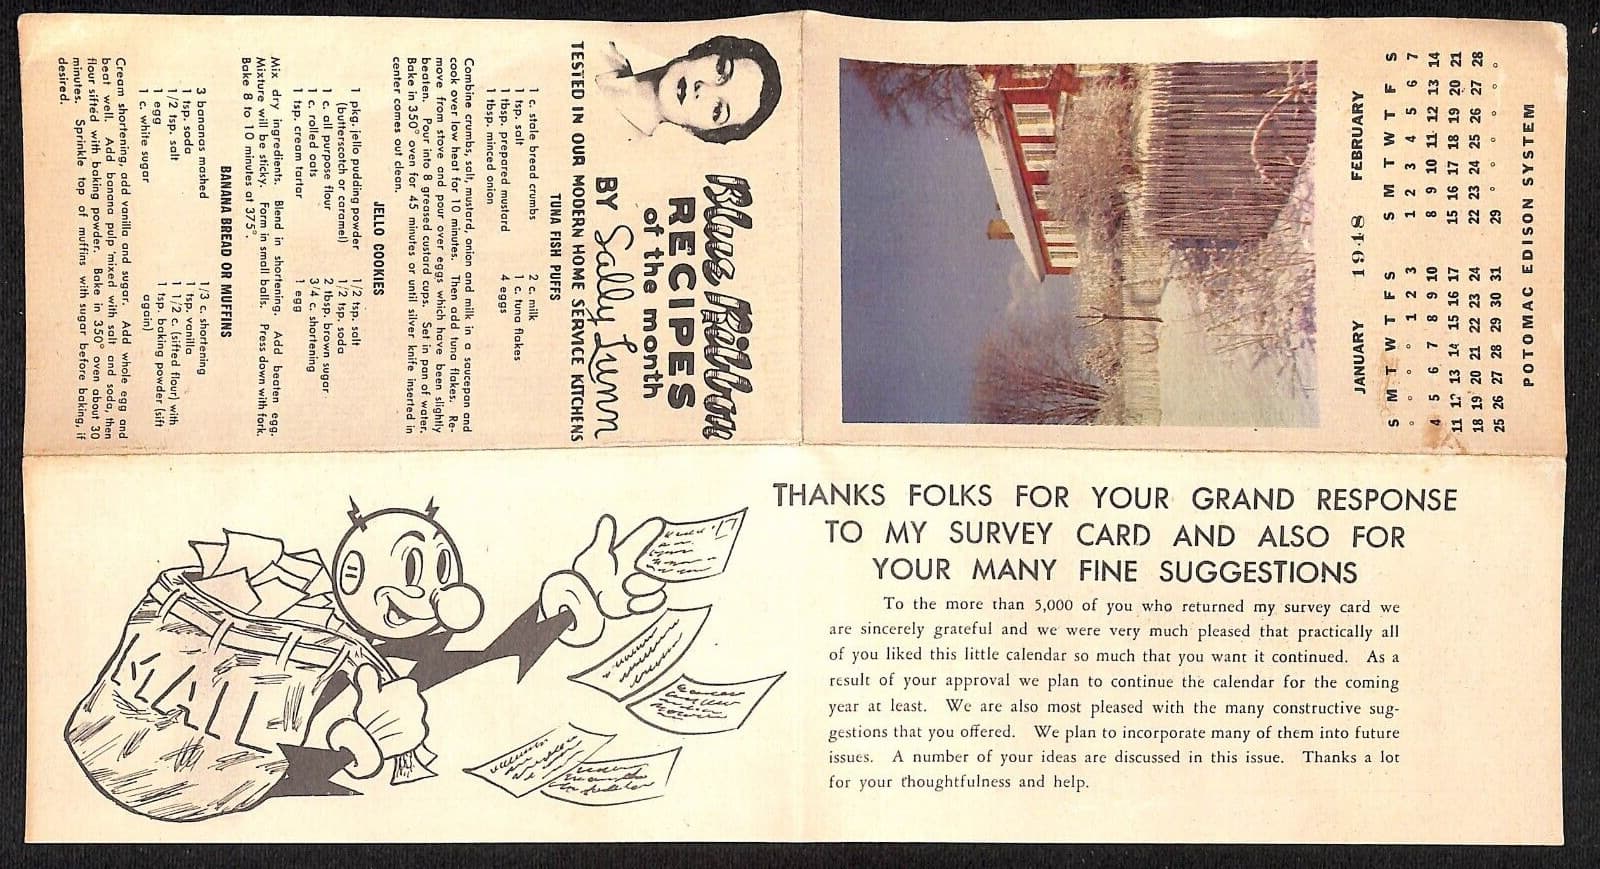 POTOMAC EDISON SYSTEM
JANUARY 1948 FEBRUARY
S M T W T F S S M T W T F S
° ° ° ° 1 2 3 1 2 3 4 5 6 7
4 5 6 7 8 9 10 8 9 10 11 12 13 14
11 12 13 14 15 16 17 15 16 17 18 19 20 21
18 19 20 21 22 23 24 22 23 24 25 26 27 28
25 26 27 28 29 30 31 29 ° ° ° ° ° °
Blue Ribbon
RECIPES
of the month
BY Sally Lunn
TESTED IN OUR MODERN HOME SERVICE KITCHENS
TUNA FISH PUFFS
1 c. stale bread crumbs 2 c. milk
1 tsp. salt 1 c. tuna flakes
1 tbsp. prepared mustard 4 eggs
1 tbsp. minced onion
Combine crumbs, salt, mustard, onion and milk in a saucepan and
cook over low heat for 10 minutes. Then add tuna flakes. Re-
move from stove and pour over eggs which have been slightly
beaten. Pour into 8 greased custard cups. Set in pan of water.
Bake in 350° oven for 45 minutes or until silver knife inserted in
center comes out clean.
JELLO COOKIES
1 pkg. jello pudding powder 1/2 tsp. salt
(butterscotch or caramel) 1/2 tsp. soda
1 c. all purpose flour 2 tbsp. brown sugar
1 c. rolled oats 3/4 c. shortening
1 tsp. cream tartar 1 egg
Mix dry ingredients. Blend in shortening. Add beaten egg.
Mixture will be sticky. Form in small balls. Press down with fork.
Bake 8 to 10 minutes at 375°.
BANANA BREAD OR MUFFINS
3 bananas mashed 1/3 c. shortening
1 tsp. soda 1 tsp. vanilla
1/2 tsp. salt 1 1/2 c. (sifted flour) with
1 egg 1 tsp. baking powder (sift
1 c. white sugar again)
Cream shortening, add vanilla and sugar. Add whole egg and
beat well. Add banana pulp mixed with salt and soda, then
flour sifted with baking powder. Bake in 350° oven about 30
minutes. Sprinkle top of muffins with sugar before baking, if
desired.
THANKS FOLKS FOR YOUR GRAND RESPONSE
TO MY SURVEY CARD AND ALSO FOR
YOUR MANY FINE SUGGESTIONS
To the more than 5,000 of you who returned my survey card we
are sincerely grateful and we were very much pleased that practically all
of you liked this little calendar so much that you want it continued. As a
result of your approval we plan to continue the calendar for the coming
year at least. We are also most pleased with the many constructive sug-
gestions that you offered. We plan to incorporate many of them into future
issues. A number of your ideas are discussed in this issue. Thanks a lot
for your thoughtfulness and help.
MAIL